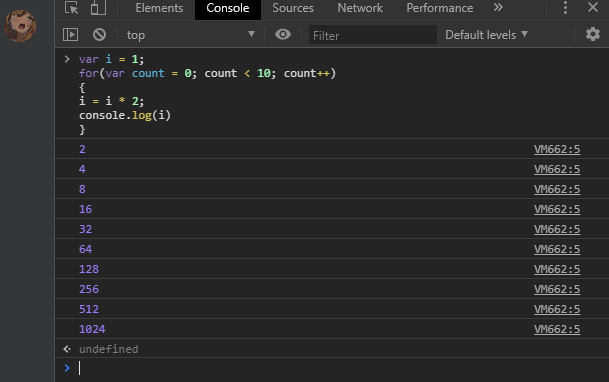 Elements Console Sources Network Performance »
top Filter Default levels
var i = 1;
for(var count = 0; count < 10; count++)
{
i = i * 2;
console.log(i)
}
2 VM662:5
4 VM662:5
8 VM662:5
16 VM662:5
32 VM662:5
64 VM662:5
128 VM662:5
256 VM662:5
512 VM662:5
1024 VM662:5
undefined